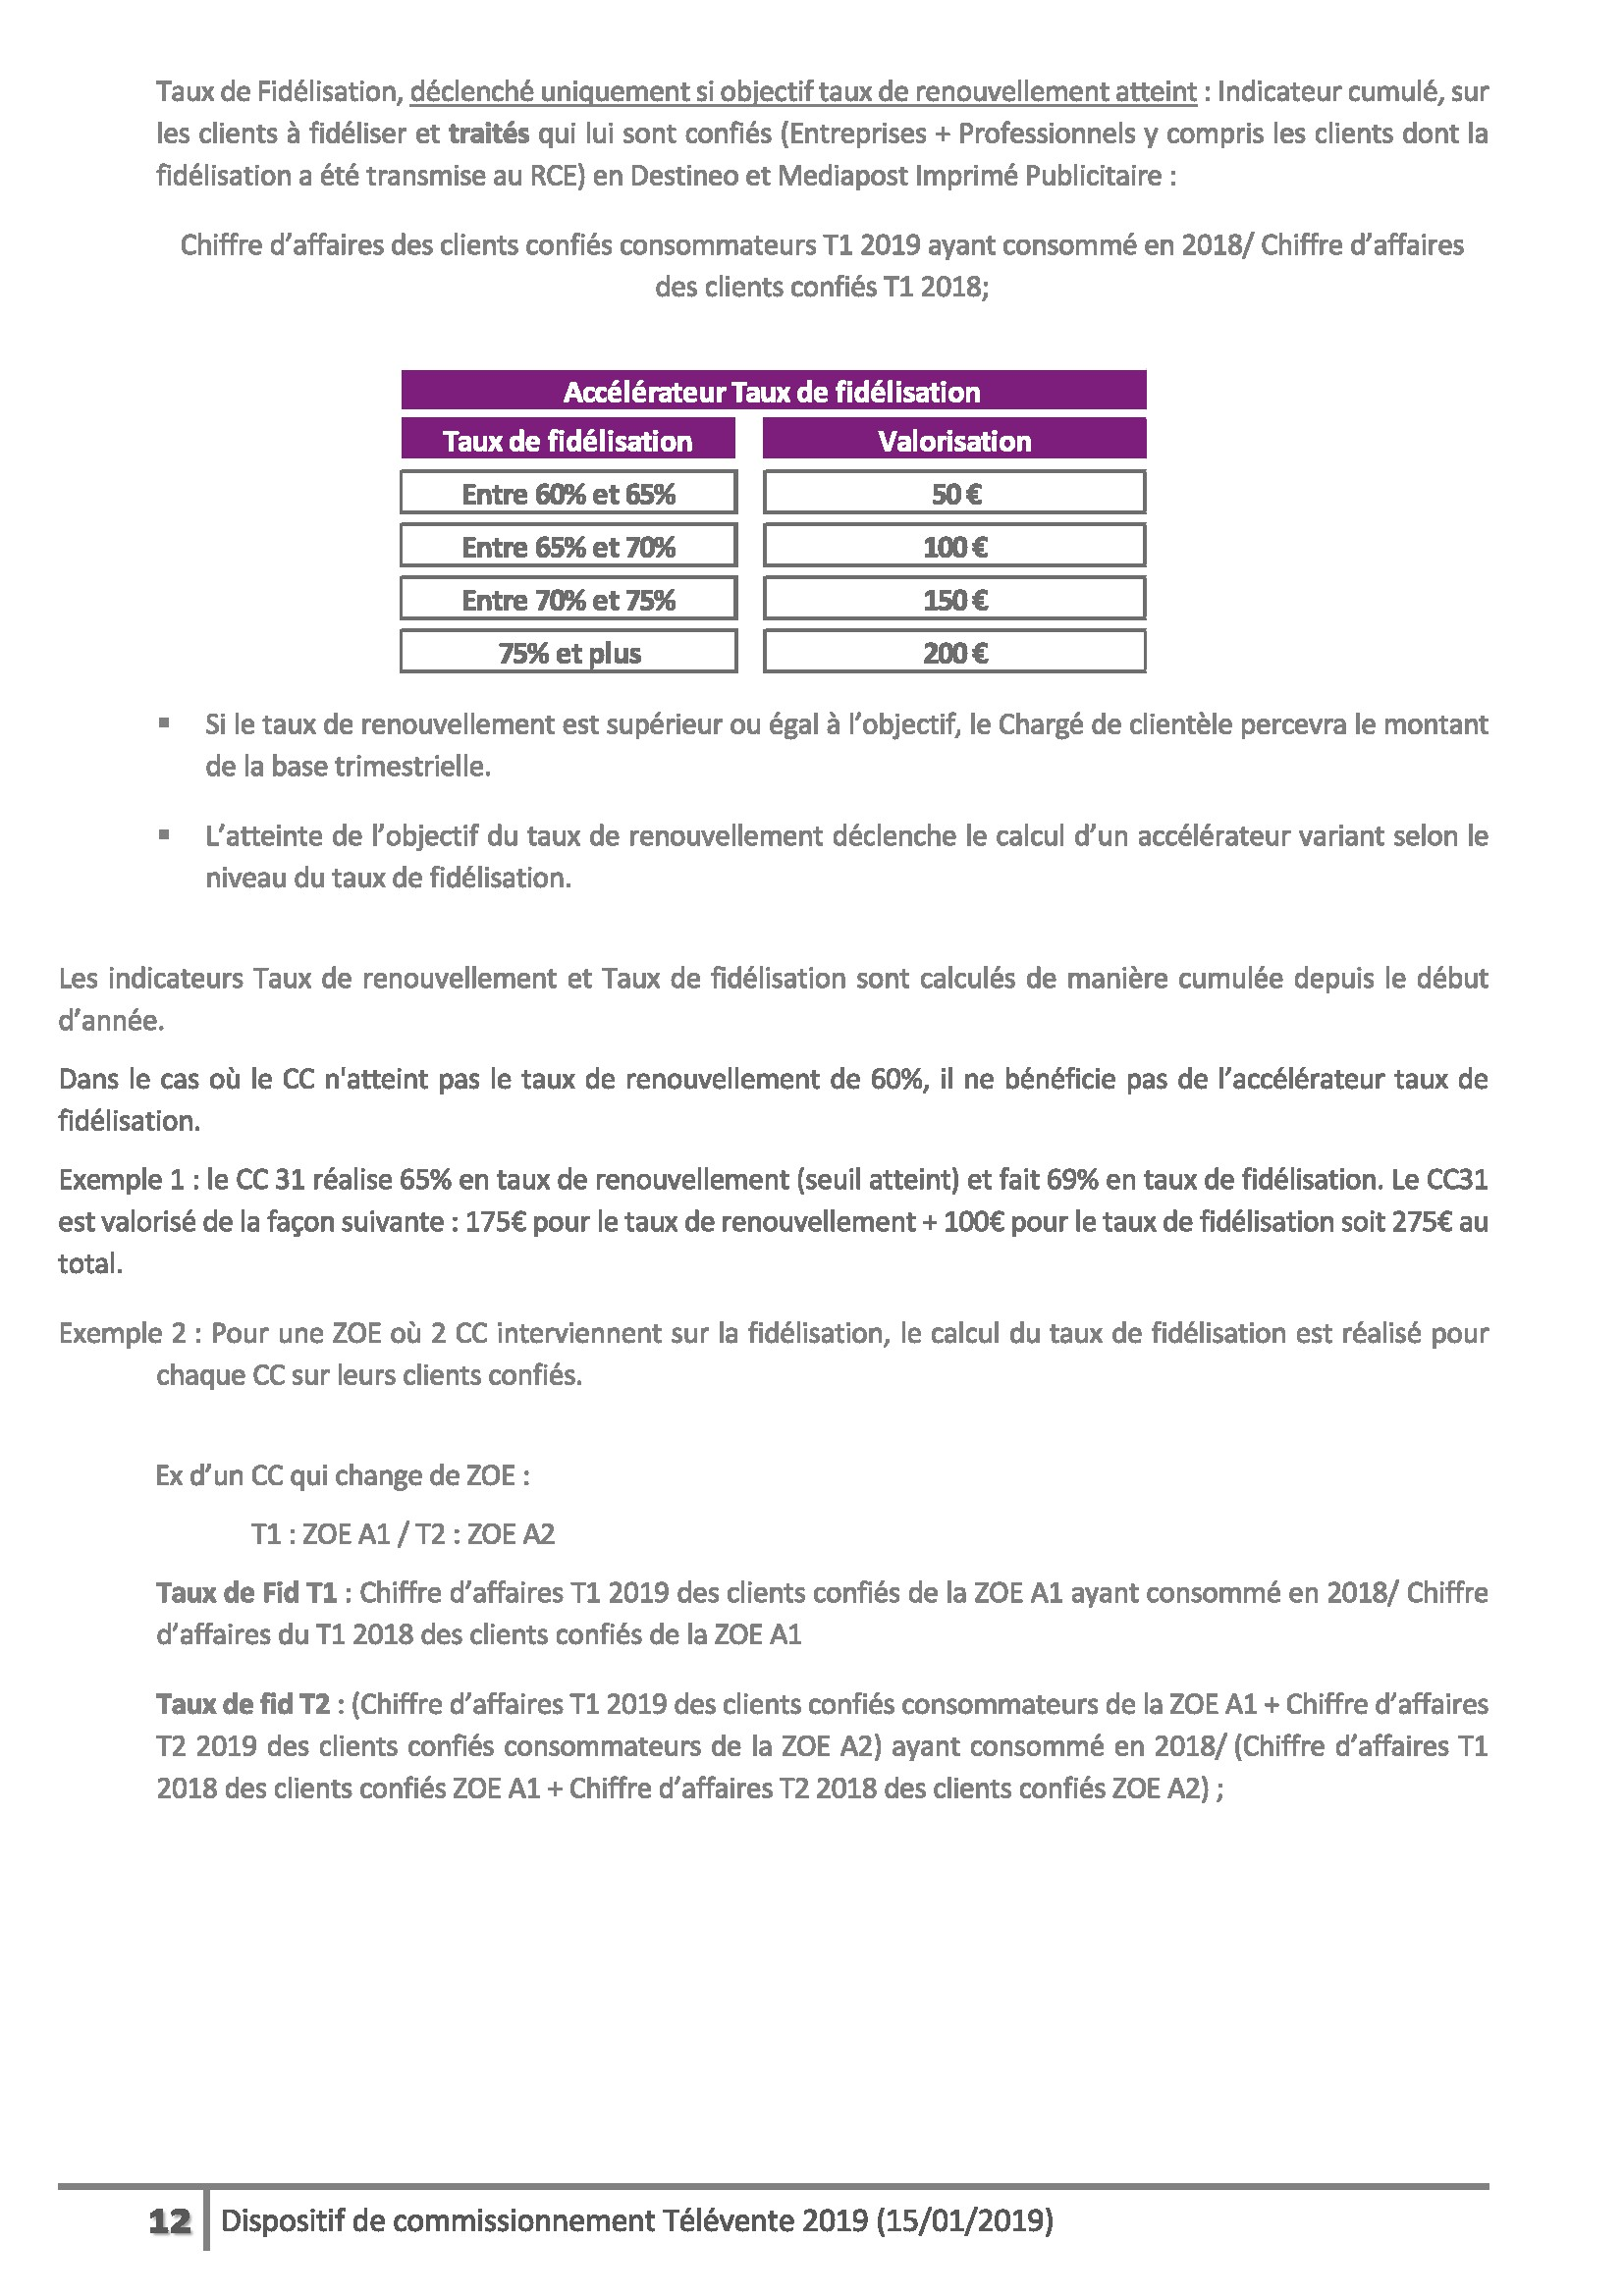 Taux de Fidélisation, déclenché uniquement si objectif taux de renouvellement atteint : Indicateur cumulé, sur
les clients à fidéliser et traités qui lui sont confiés (Entreprises + Professionnels y compris les clients dont la
fidélisation a été transmise au RCE) en Destineo et Mediapost Imprimé Publicitaire :
Chiffre d’affaires des clients confiés consommateurs T1 2019 ayant consommé en 2018/ Chiffre d’affaires
des clients confiés T1 2018;
Accélérateur Taux de fidélisation
Taux de fidélisation Valorisation
Entre 60% et 65% 50 €
Entre 65% et 70% 100 €
Entre 70% et 75% 150 €
75% et plus 200 €
▪ Si le taux de renouvellement est supérieur ou égal à l’objectif, le Chargé de clientèle percevra le montant
de la base trimestrielle.
▪ L’atteinte de l’objectif du taux de renouvellement déclenche le calcul d’un accélérateur variant selon le
niveau du taux de fidélisation.
Les indicateurs Taux de renouvellement et Taux de fidélisation sont calculés de manière cumulée depuis le début
d’année.
Dans le cas où le CC n'atteint pas le taux de renouvellement de 60%, il ne bénéficie pas de l’accélérateur taux de
fidélisation.
Exemple 1 : le CC 31 réalise 65% en taux de renouvellement (seuil atteint) et fait 69% en taux de fidélisation. Le CC31
est valorisé de la façon suivante : 175€ pour le taux de renouvellement + 100€ pour le taux de fidélisation soit 275€ au
total.
Exemple 2 : Pour une ZOE où 2 CC interviennent sur la fidélisation, le calcul du taux de fidélisation est réalisé pour
chaque CC sur leurs clients confiés.
Ex d’un CC qui change de ZOE :
T1 : ZOE A1 / T2 : ZOE A2
Taux de Fid T1 : Chiffre d’affaires T1 2019 des clients confiés de la ZOE A1 ayant consommé en 2018/ Chiffre
d’affaires du T1 2018 des clients confiés de la ZOE A1
Taux de fid T2 : (Chiffre d’affaires T1 2019 des clients confiés consommateurs de la ZOE A1 + Chiffre d’affaires
T2 2019 des clients confiés consommateurs de la ZOE A2) ayant consommé en 2018/ (Chiffre d’affaires T1
2018 des clients confiés ZOE A1 + Chiffre d’affaires T2 2018 des clients confiés ZOE A2) ;
12 Dispositif de commissionnement Télévente 2019 (15/01/2019)